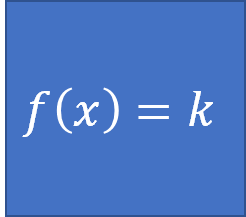 f(x) = k